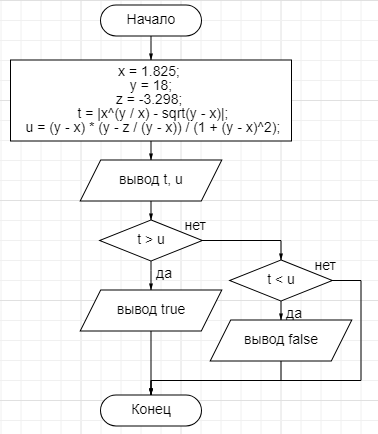 Начало
x = 1.825;
y = 18;
z = -3.298;
t = |x^(y / x) - sqrt(y - x)|;
u = (y - x) * (y - z / (y - x)) / (1 + (y - x)^2);
вывод t, u
t > u
нет
да
t < u
нет
да
вывод true
вывод false
Конец